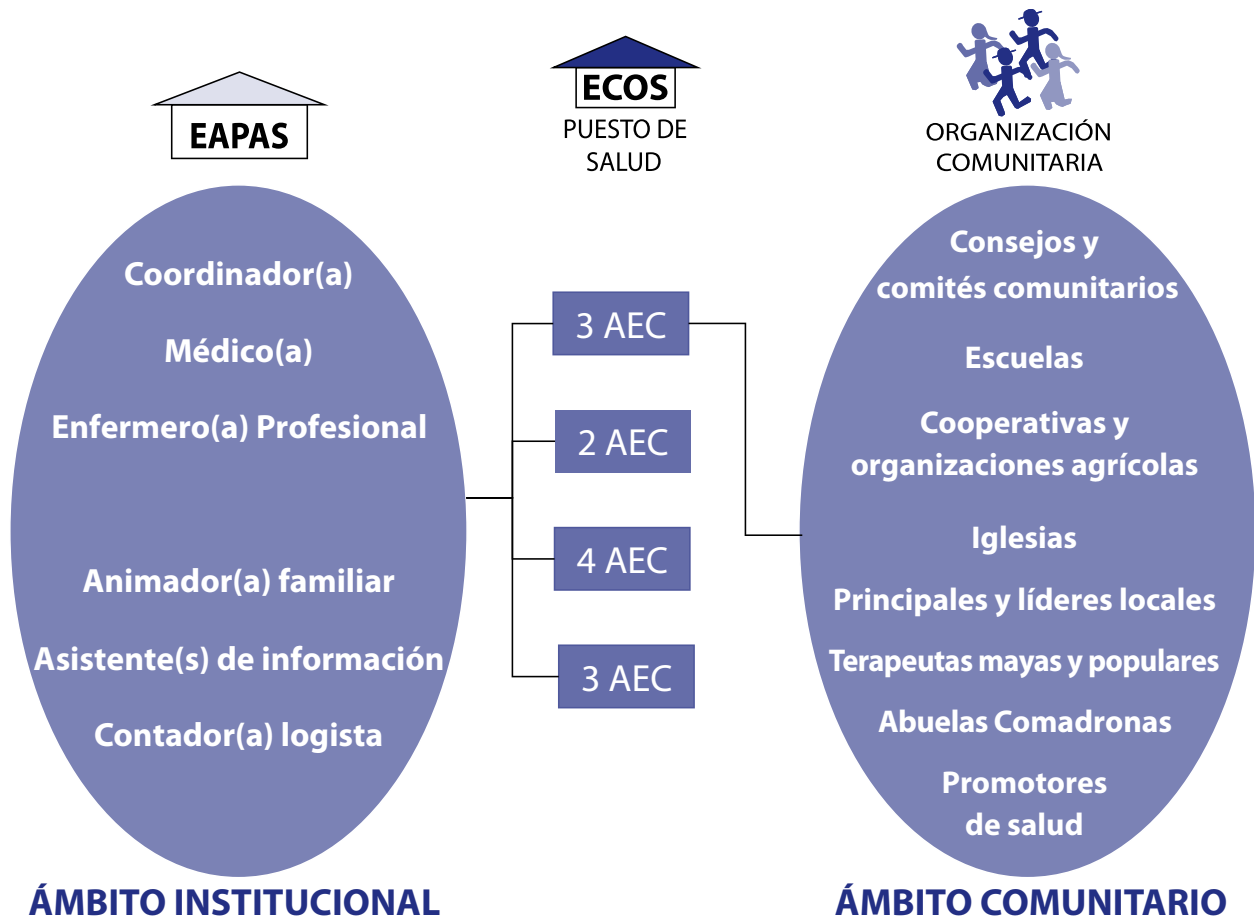 EAPAS
Coordinador(a)
Médico(a)
Enfermero(a) Profesional
Animador(a) familiar
Asistente(s) de información
Contador(a) logista
ÁMBITO INSTITUCIONAL
ECOS
PUESTO DE
SALUD
3 AEC
2 AEC
4 AEC
3 AEC
ORGANIZACIÓN
COMUNITARIA
Consejos y
comités comunitarios
Escuelas
Cooperativas y
organizaciones agrícolas
Iglesias
Principales y líderes locales
Terapeutas mayas y populares
Abuelas Comadronas
Promotores
de salud
ÁMBITO COMUNITARIO